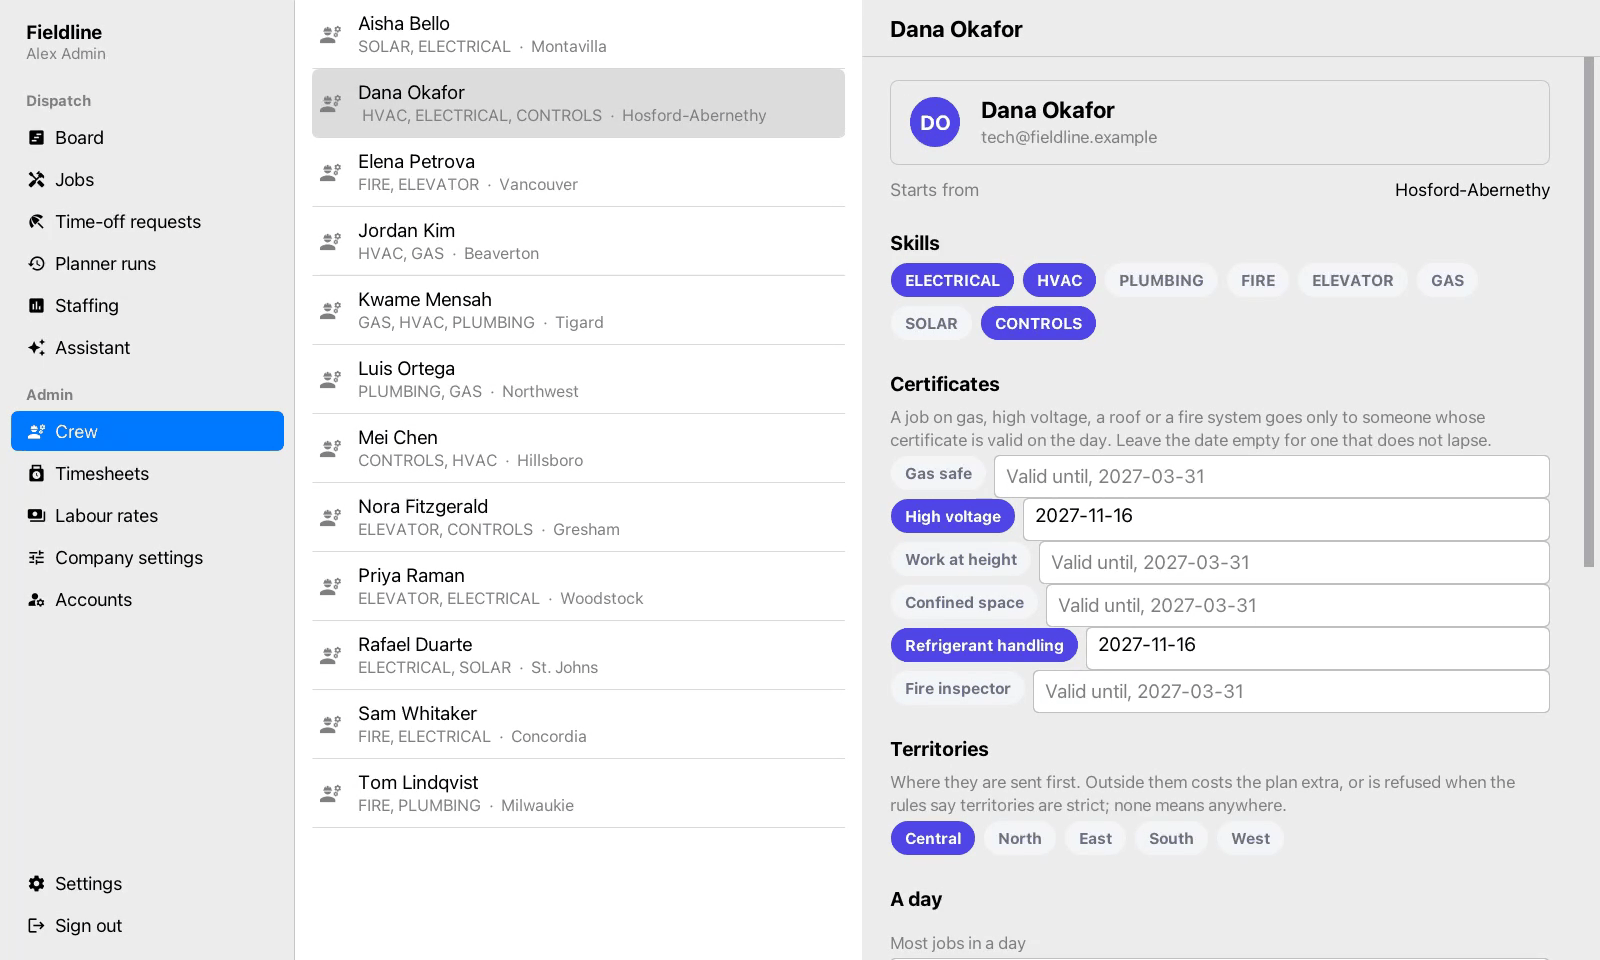 Fieldline
Alex Admin
Dispatch
Board
Jobs
Time-off requests
Planner runs
Staffing
Assistant
Admin
Crew
Timesheets
Labour rates
Company settings
Accounts
Settings
Sign out
Aisha Bello
SOLAR, ELECTRICAL · Montavilla
Dana Okafor
HVAC, ELECTRICAL, CONTROLS · Hosford-Abernethy
Elena Petrova
FIRE, ELEVATOR · Vancouver
Jordan Kim
HVAC, GAS · Beaverton
Kwame Mensah
GAS, HVAC, PLUMBING · Tigard
Luis Ortega
PLUMBING, GAS · Northwest
Mei Chen
CONTROLS, HVAC · Hillsboro
Nora Fitzgerald
ELEVATOR, CONTROLS · Gresham
Priya Raman
ELEVATOR, ELECTRICAL · Woodstock
Rafael Duarte
ELECTRICAL, SOLAR · St. Johns
Sam Whitaker
FIRE, ELECTRICAL · Concordia
Tom Lindqvist
FIRE, PLUMBING · Milwaukie
Dana Okafor
DO
Dana Okafor
tech@fieldline.example
Starts from Hosford-Abernethy
Skills
ELECTRICAL HVAC PLUMBING FIRE ELEVATOR GAS
SOLAR CONTROLS
Certificates
A job on gas, high voltage, a roof or a fire system goes only to someone whose
certificate is valid on the day. Leave the date empty for one that does not lapse.
Gas safe Valid until, 2027-03-31
High voltage 2027-11-16
Work at height Valid until, 2027-03-31
Confined space Valid until, 2027-03-31
Refrigerant handling 2027-11-16
Fire inspector Valid until, 2027-03-31
Territories
Where they are sent first. Outside them costs the plan extra, or is refused when the
rules say territories are strict; none means anywhere.
Central North East South West
A day
Most jobs in a day